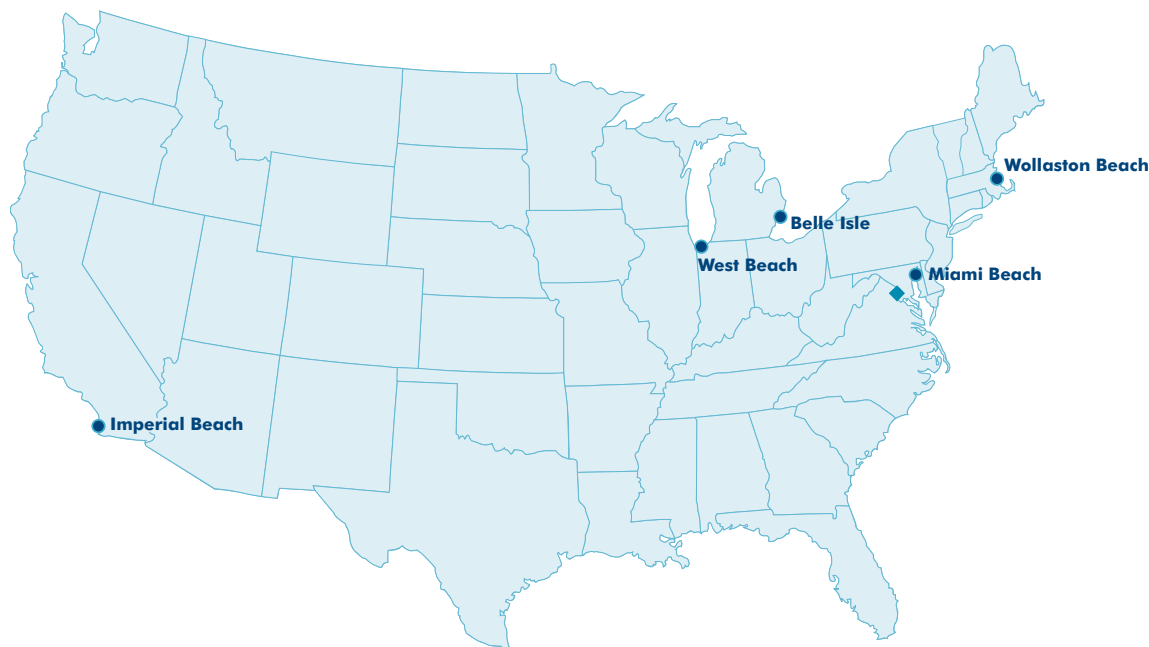 Wollaston Beach
Belle Isle
West Beach
Miami Beach
Imperial Beach